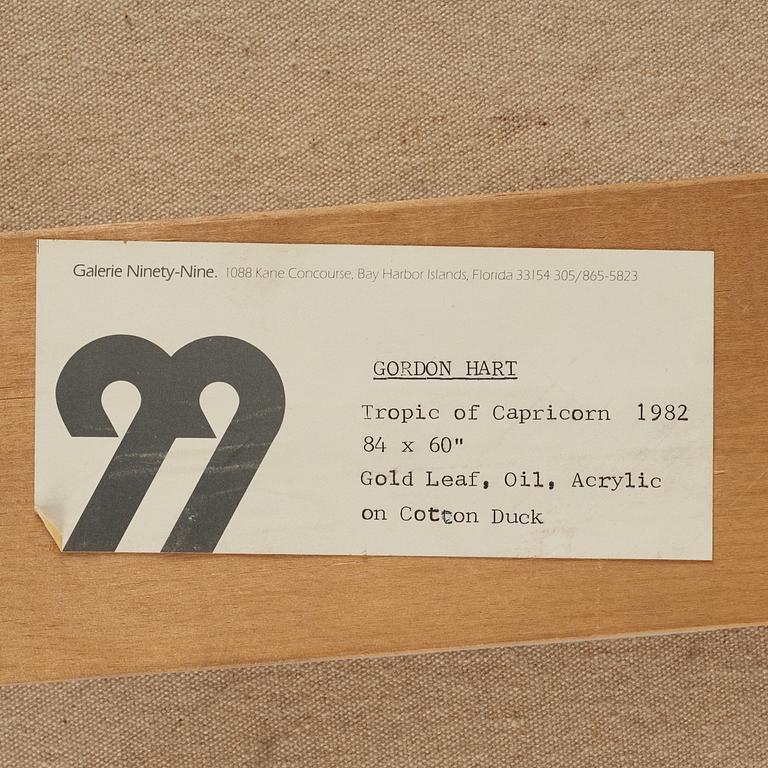 Galerie Ninety-Nine. 1088 Kane Concourse, Bay Harbor Islands, Florida 33154 305/865-5823
99
GORDON HART
Tropic of Capricorn 1982
84 x 60"
Gold Leaf, Oil, Acrylic
on Cotton Duck